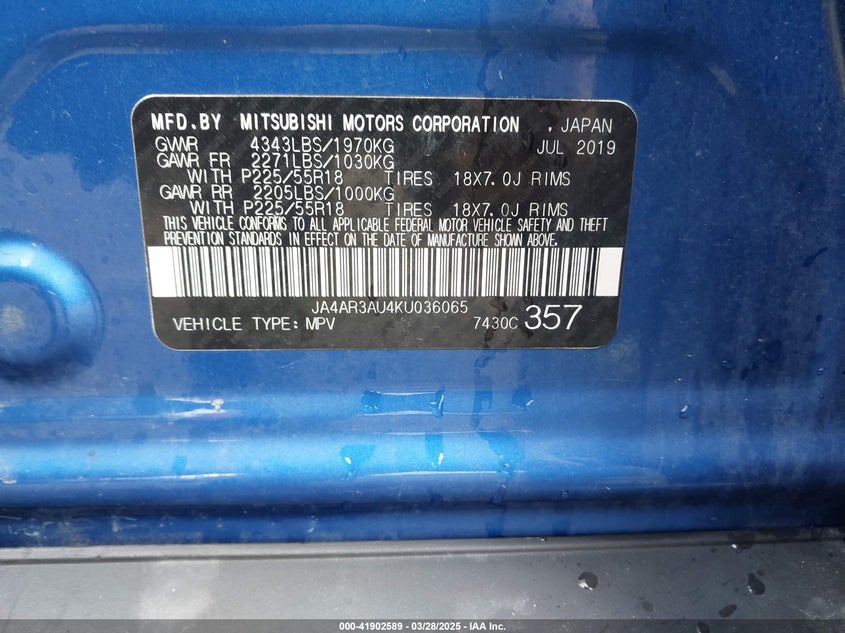 MFD.BY MITSUBISHI MOTORS CORPORATION , JAPAN
GVWR 4343LBS/1970KG JUL 2019
GAWR FR 2271LBS/1030KG
WITH P225/55R18 TIRES 18X7.0J RIMS
GAWR RR 2205LBS/1000KG
WITH P225/55R18 TIRES 18X7.0J RIMS
THIS VEHICLE CONFORMS TO ALL APPLICABLE FEDERAL MOTOR VEHICLE SAFETY AND THEFT
PREVENTION STANDARDS IN EFFECT ON THE DATE OF MANUFACTURE SHOWN ABOVE.
JA4AR3AU4KU036065
VEHICLE TYPE: MPV 7430C 357
000-41902589 - 03/28/2025 - IAA Inc.